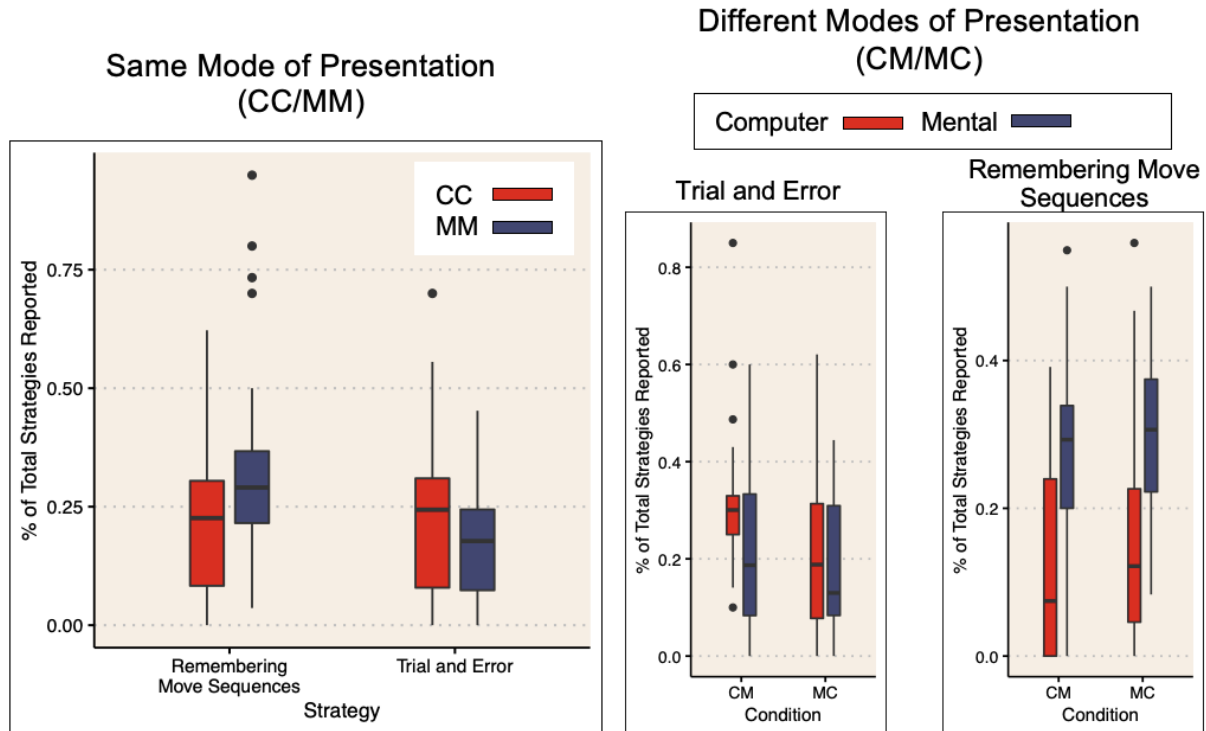 Same Mode of Presentation
(CC/MM)
% of Total Strategies Reported
0.75
0.50
0.25
0.00
CC
MM
Remembering
Move Sequences
Trial and Error
Strategy
Different Modes of Presentation
(CM/MC)
Computer Mental
Trial and Error
% of Total Strategies Reported
0.8
0.6
0.4
0.2
0.0
CM MC
Condition
Remembering Move
Sequences
% of Total Strategies Reported
0.4
0.2
0.0
CM MC
Condition